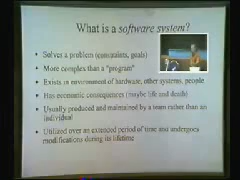 What is a software system?
• Solves a problem (constraints, goals)
• More complex than a "program"
• Exists in environment of hardware, other systems, people
• Has economic consequences (maybe life and death)
• Usually produced and maintained by a team rather than an
individual
• Utilized over an extended period of time and undergoes
modifications during its lifetime